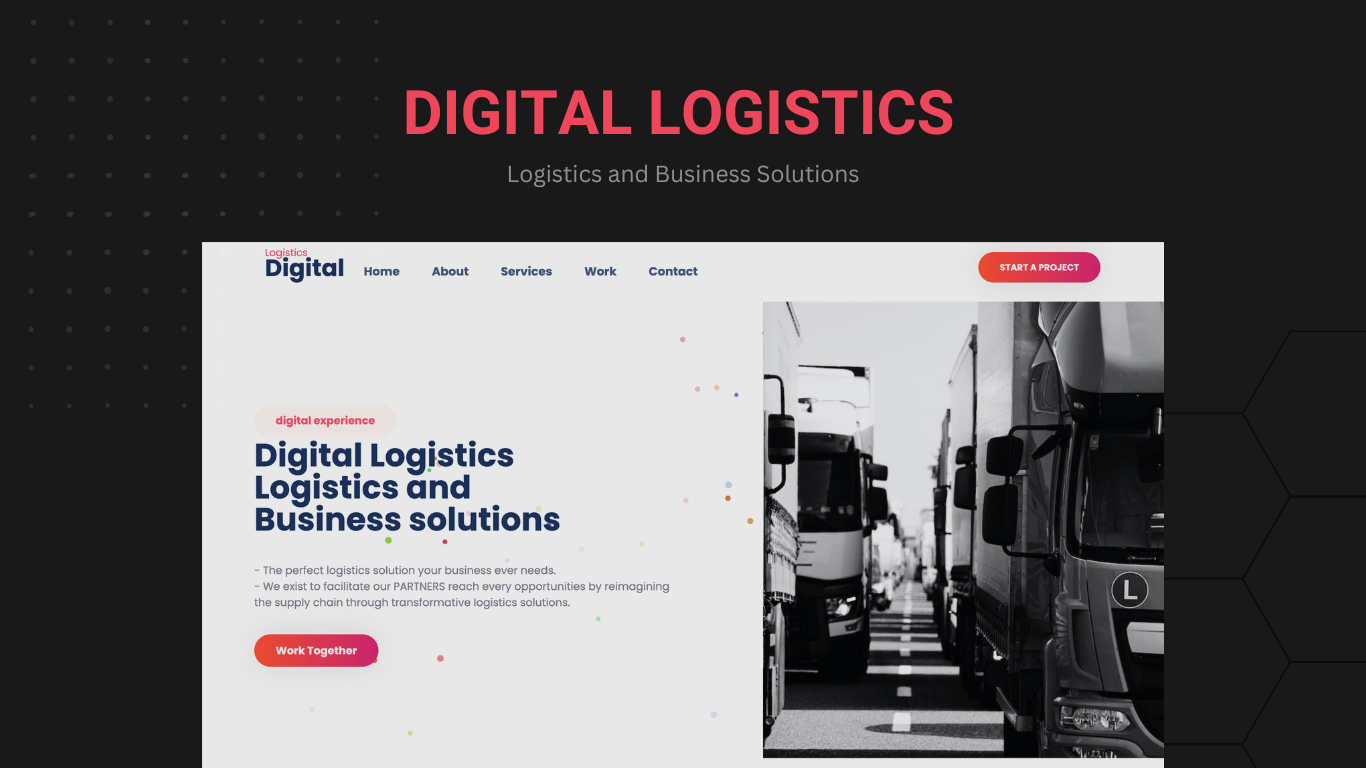 DIGITAL LOGISTICS
Logistics and Business Solutions
Logistics
Digital
Home About Services Work Contact
START A PROJECT
digital experience
Digital Logistics
Logistics and
Business solutions
- The perfect logistics solution your business ever needs.
- We exist to facilitate our PARTNERS reach every opportunities by reimagining
the supply chain through transformative logistics solutions.
Work Together
L